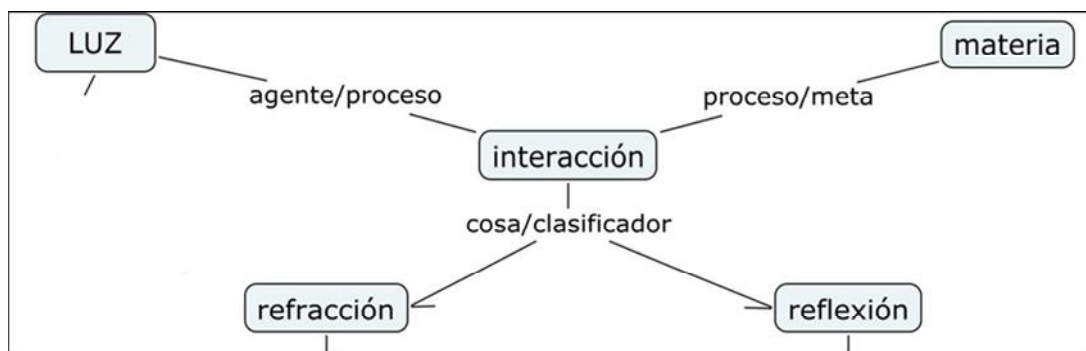 LUZ
materia
agente/proceso
proceso/meta
interacción
cosa/clasificador
refracción
reflexión